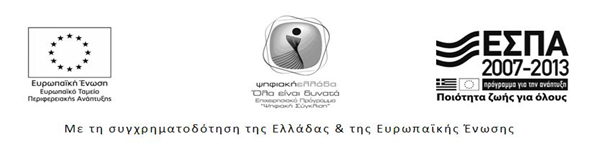 Ευρωπαϊκή Ένωση
Ευρωπαϊκό Ταμείο
Περιφερειακής Ανάπτυξης
ψηφιακήελλάδα
Όλα είναι δυνατά
Επιχειρησιακό Πρόγραμμα
"Ψηφιακή Σύγκλιση"
ΕΣΠΑ
2007-2013
πρόγραμμα για την ανάπτυξη
Ποιότητα ζωής για όλους
Με τη συγχρηματοδότηση της Ελλάδας & της Ευρωπαϊκής Ένωσης